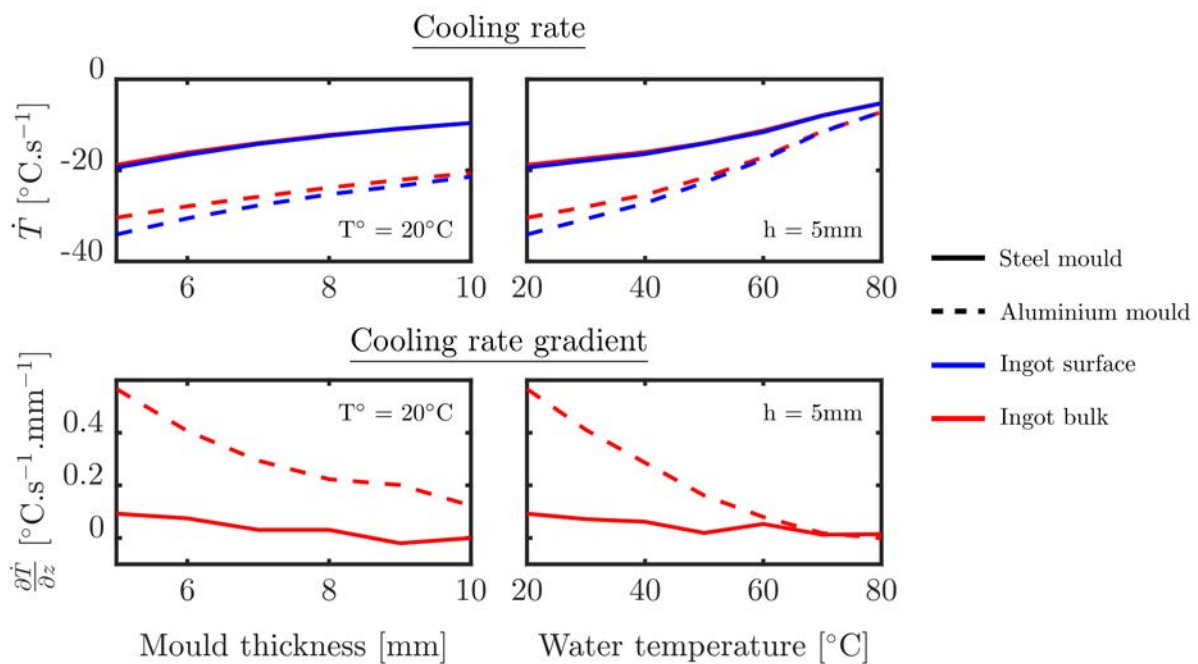 Cooling rate
0
-20
-40
Ṫ [°C.s⁻¹]
T° = 20°C
6
8
10
h = 5mm
20
40
60
80
Steel mould
Aluminium mould
Ingot surface
Ingot bulk
Cooling rate gradient
0.4
0.2
0
∂Ṫ/∂z [°C.s⁻¹.mm⁻¹]
T° = 20°C
6
8
10
Mould thickness [mm]
h = 5mm
20
40
60
80
Water temperature [°C]